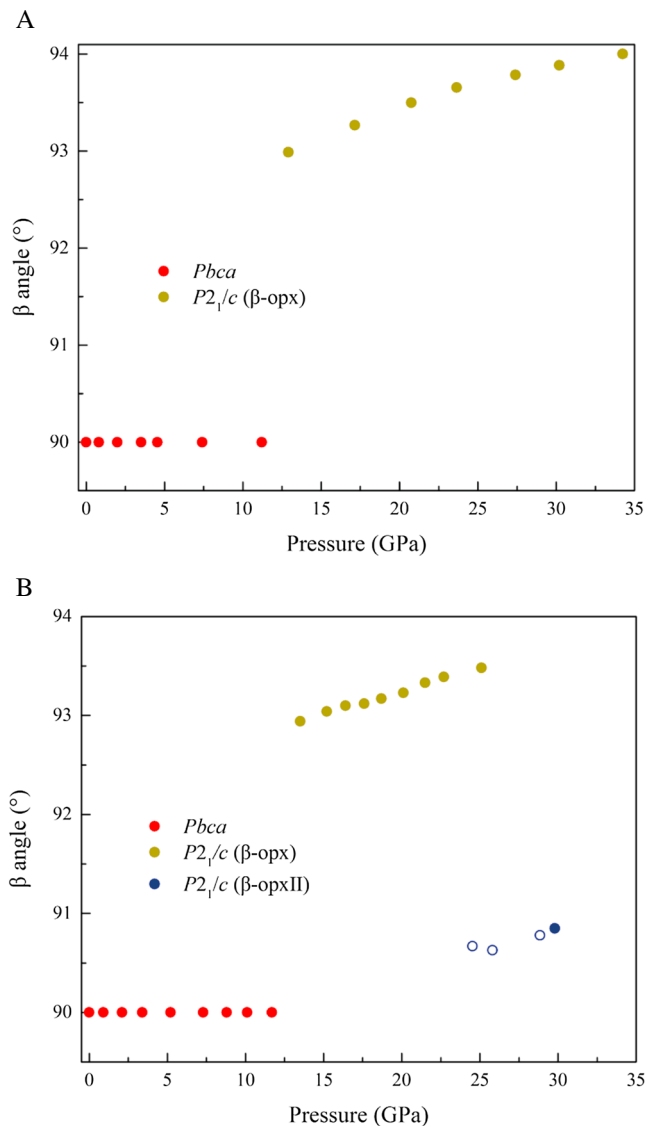 A
94
93
92
91
90
β angle (°)
Pbca
P2₁/c (β-opx)
0 5 10 15 20 25 30 35
Pressure (GPa)
B
94
93
92
91
90
β angle (°)
Pbca
P2₁/c (β-opx)
P2₁/c (β-opxII)
0 5 10 15 20 25 30 35
Pressure (GPa)